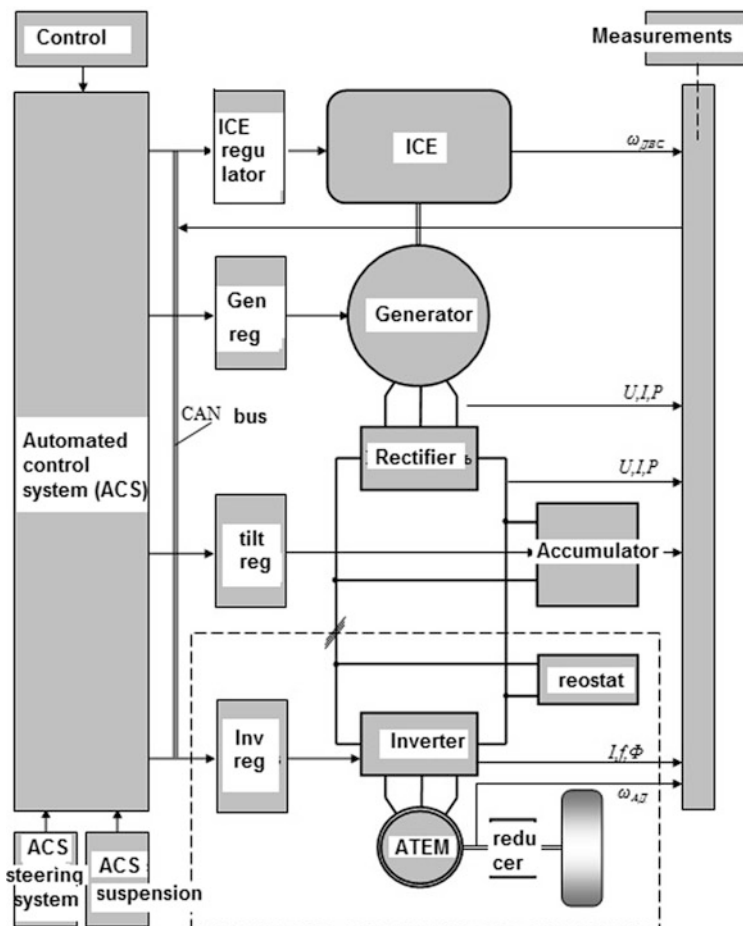 Control
Measurements
ICE
regu
lator
ICE
ω_ДВС
Gen
reg
Generator
CAN bus
U,I,P
Automated
control
system (ACS)
Rectifier ь
U,I,P
tilt
reg
Accumulator
reostat
Inv
reg
Inverter
I,f,Φ
ω_АД
ATEM
redu
cer
ACS
steering
system
ACS
suspension